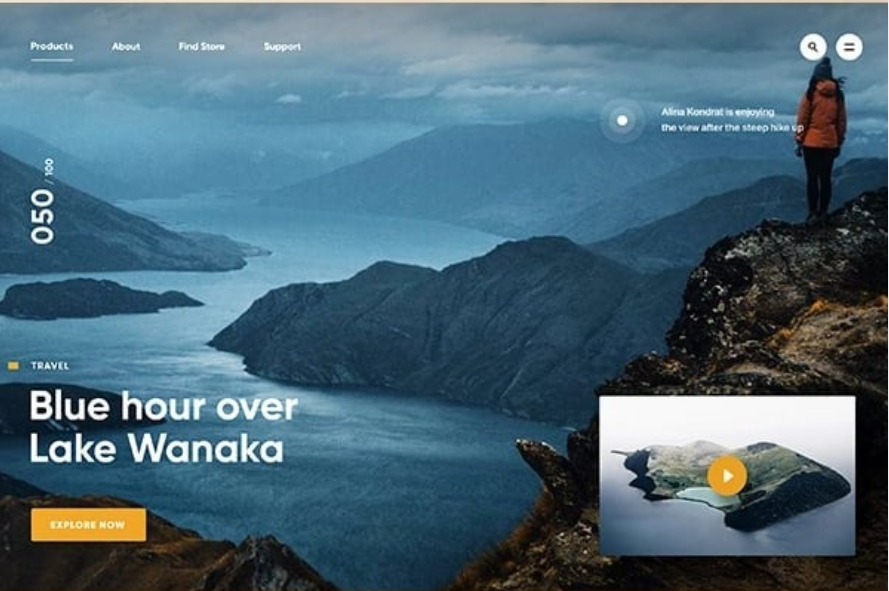 Products About Find Store Support
Alina Kondrat is enjoying
the view after the steep hike up
050 / 100
TRAVEL
Blue hour over
Lake Wanaka
EXPLORE NOW